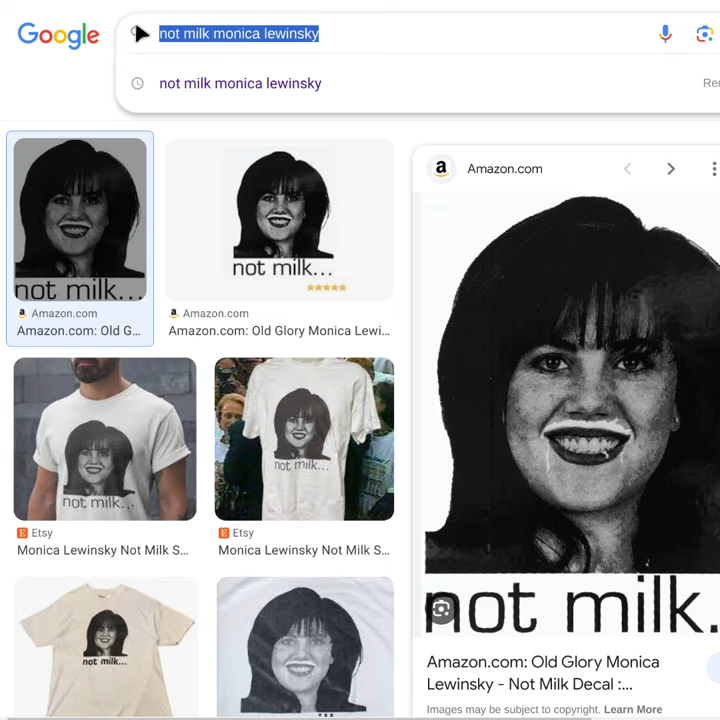 Google
not milk monica lewinsky
not milk monica lewinsky
Amazon.com
not milk...
Amazon.com
Amazon.com: Old G...
not milk...
Amazon.com
Amazon.com: Old Glory Monica Lewi...
not milk...
Etsy
Monica Lewinsky Not Milk S...
not milk...
Etsy
Monica Lewinsky Not Milk S...
not milk...
not milk.
Amazon.com: Old Glory Monica
Lewinsky - Not Milk Decal :...
Images may be subject to copyright. Learn More